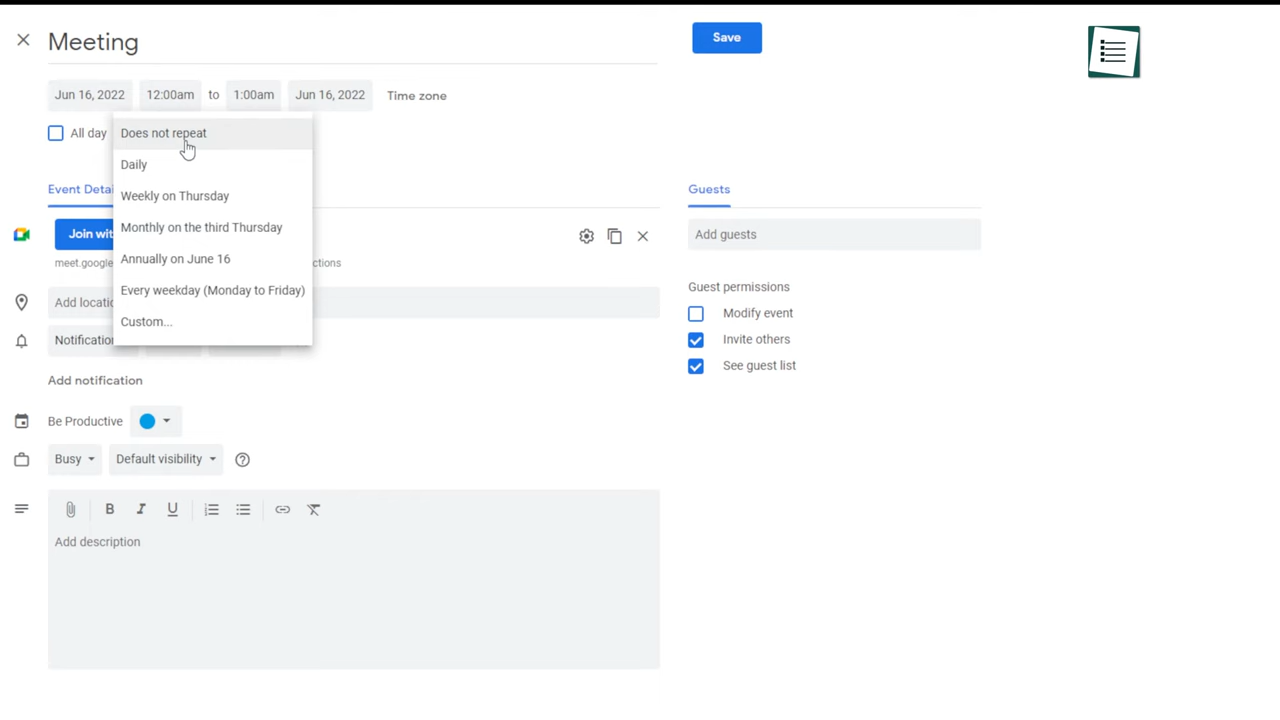 Meeting
Save
Jun 16, 2022 12:00am to 1:00am Jun 16, 2022 Time zone
All day Does not repeat
Daily
Weekly on Thursday
Monthly on the third Thursday
Annually on June 16
Every weekday (Monday to Friday)
Custom...
Event Detai
Join wit
meet.google ctions
Add locatio
Notification
Add notification
Be Productive
Busy Default visibility
B I U
Add description
Guests
Add guests
Guest permissions
Modify event
Invite others
See guest list